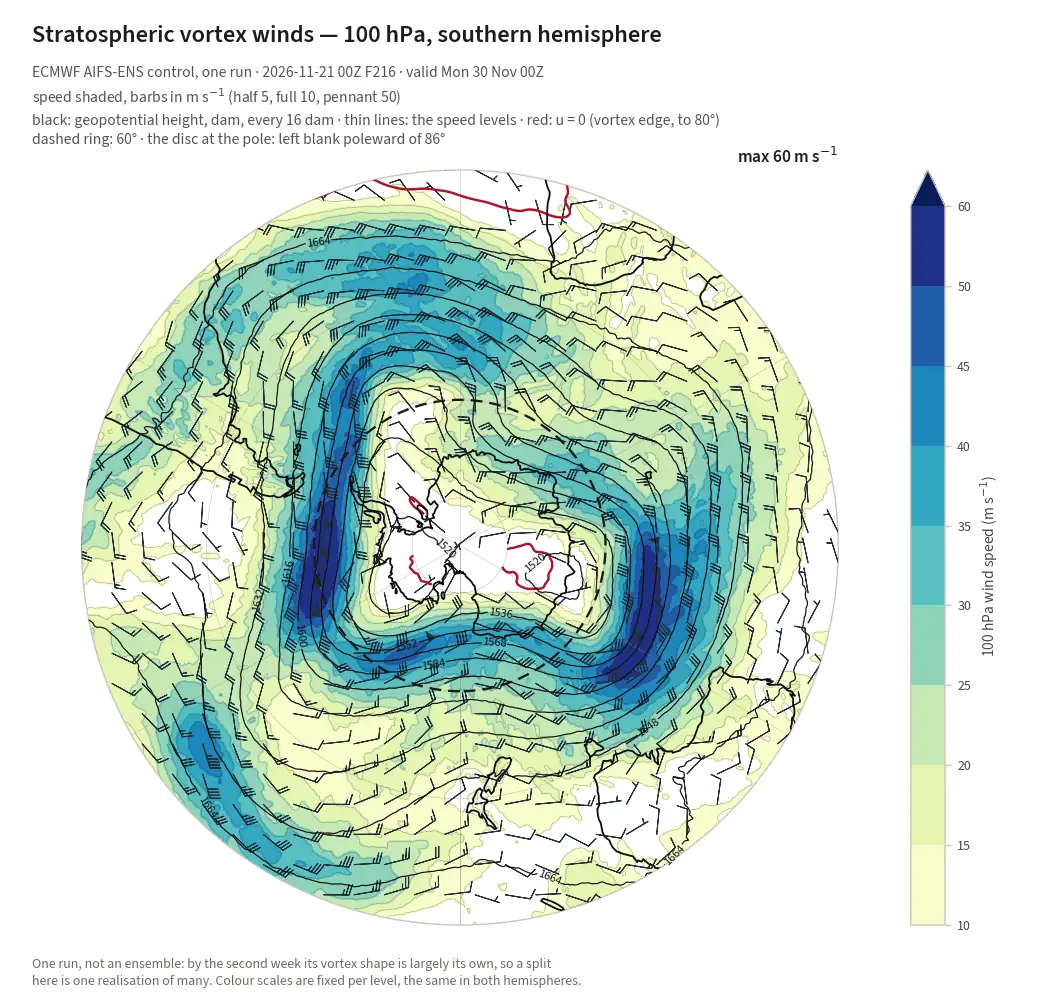 Stratospheric vortex winds — 100 hPa, southern hemisphere
ECMWF AIFS-ENS control, one run · 2026-11-21 00Z F216 · valid Mon 30 Nov 00Z
speed shaded, barbs in m s⁻¹ (half 5, full 10, pennant 50)
black: geopotential height, dam, every 16 dam · thin lines: the speed levels · red: u = 0 (vortex edge, to 80°)
dashed ring: 60° · the disc at the pole: left blank poleward of 86°
max 60 m s⁻¹
1664
1520
1520
1616
1632
1600
1536
1552
1568
1584
1648
1664
1664
1664
60
50
45
40
35
30
25
20
15
10
100 hPa wind speed (m s⁻¹)
One run, not an ensemble: by the second week its vortex shape is largely its own, so a split
here is one realisation of many. Colour scales are fixed per level, the same in both hemispheres.